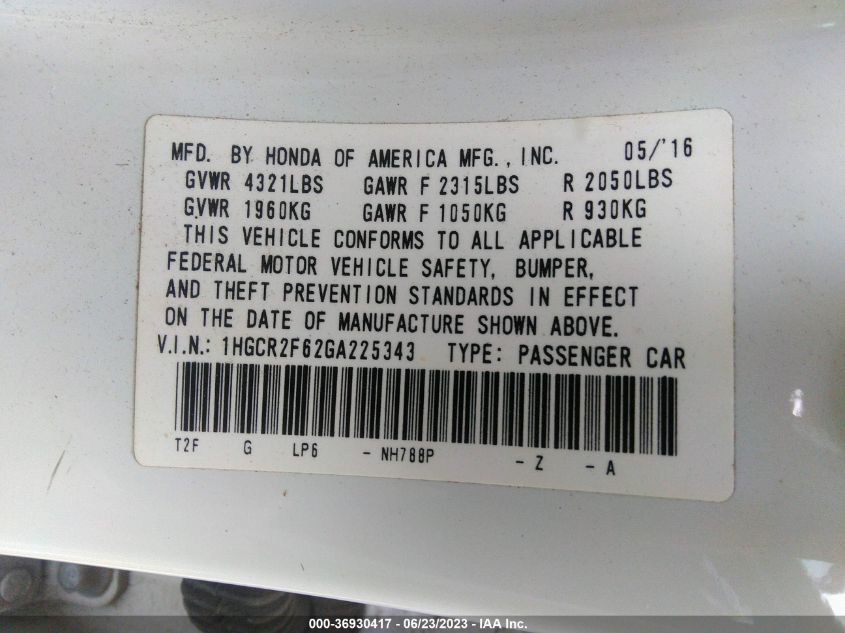 MFD. BY HONDA OF AMERICA MFG., INC. 05/'16
GVWR 4321LBS GAWR F 2315LBS R 2050LBS
GVWR 1960KG GAWR F 1050KG R 930KG
THIS VEHICLE CONFORMS TO ALL APPLICABLE
FEDERAL MOTOR VEHICLE SAFETY, BUMPER,
AND THEFT PREVENTION STANDARDS IN EFFECT
ON THE DATE OF MANUFACTURE SHOWN ABOVE.
V.I.N.: 1HGCR2F62GA225343 TYPE: PASSENGER CAR
T2F G LP6 - NH788P - Z - A
000-36930417 - 06/23/2023 - IAA Inc.